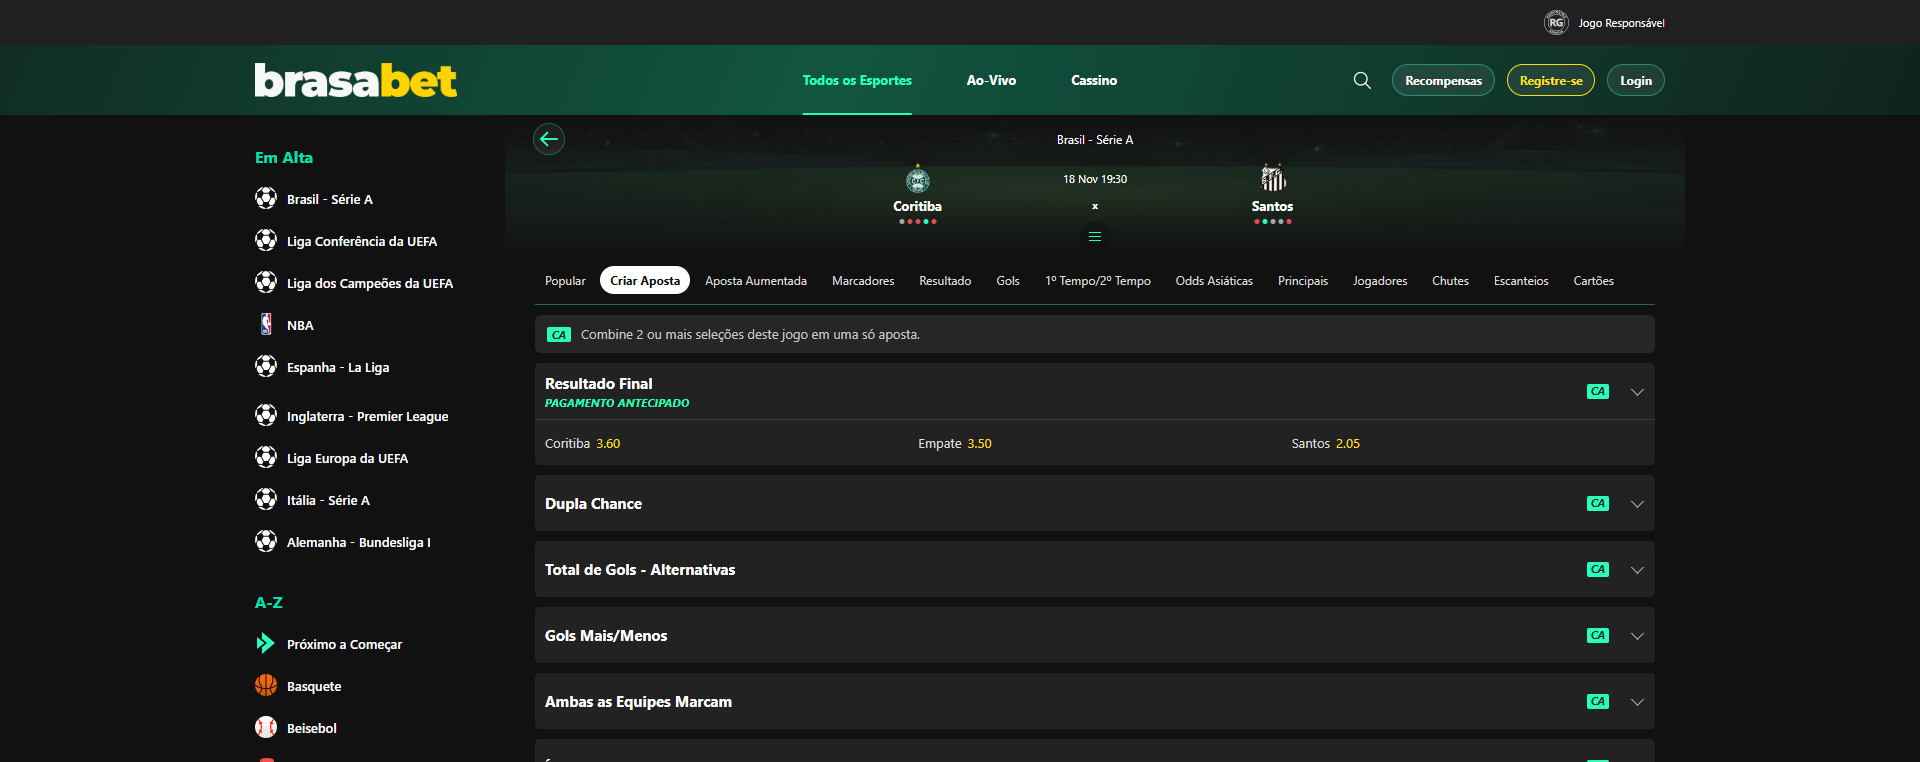 RG Jogo Responsável
brasabet
Todos os Esportes Ao-Vivo Cassino
Recompensas Registre-se Login
Em Alta
Brasil - Série A
Liga Conferência da UEFA
Liga dos Campeões da UEFA
NBA
Espanha - La Liga
Inglaterra - Premier League
Liga Europa da UEFA
Itália - Série A
Alemanha - Bundesliga I
A-Z
Próximo a Começar
Basquete
Beisebol
Brasil - Série A
18 Nov 19:30
Coritiba x Santos
Popular Criar Aposta Aposta Aumentada Marcadores Resultado Gols 1º Tempo/2º Tempo Odds Asiáticas Principais Jogadores Chutes Escanteios Cartões
CA Combine 2 ou mais seleções deste jogo em uma só aposta.
Resultado Final CA
PAGAMENTO ANTECIPADO
Coritiba 3.60 Empate 3.50 Santos 2.05
Dupla Chance CA
Total de Gols - Alternativas CA
Gols Mais/Menos CA
Ambas as Equipes Marcam CA